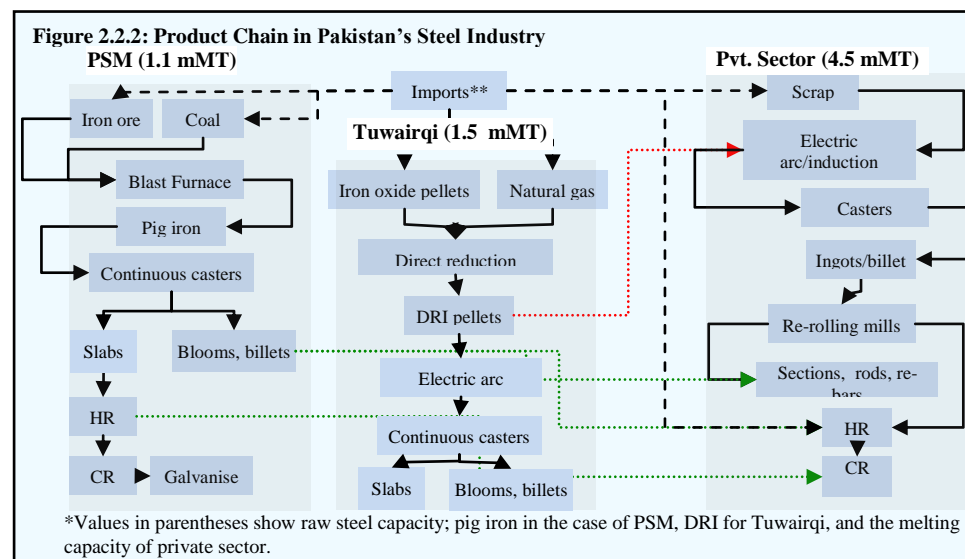 Figure 2.2.2: Product Chain in Pakistan's Steel Industry
PSM (1.1 mMT)
Pvt. Sector (4.5 mMT)
Imports**
Scrap
Iron ore
Coal
Tuwairqi (1.5 mMT)
Electric
arc/induction
Blast Furnace
Iron oxide pellets
Natural gas
Casters
Pig iron
Continuous casters
Direct reduction
Ingots/billet
DRI pellets
Re-rolling mills
Slabs
Blooms, billets
Electric arc
Sections, rods, re-
bars
HR
Continuous casters
HR
CR
Galvanise
CR
Slabs
Blooms, billets
*Values in parentheses show raw steel capacity; pig iron in the case of PSM, DRI for Tuwairqi, and the melting
capacity of private sector.